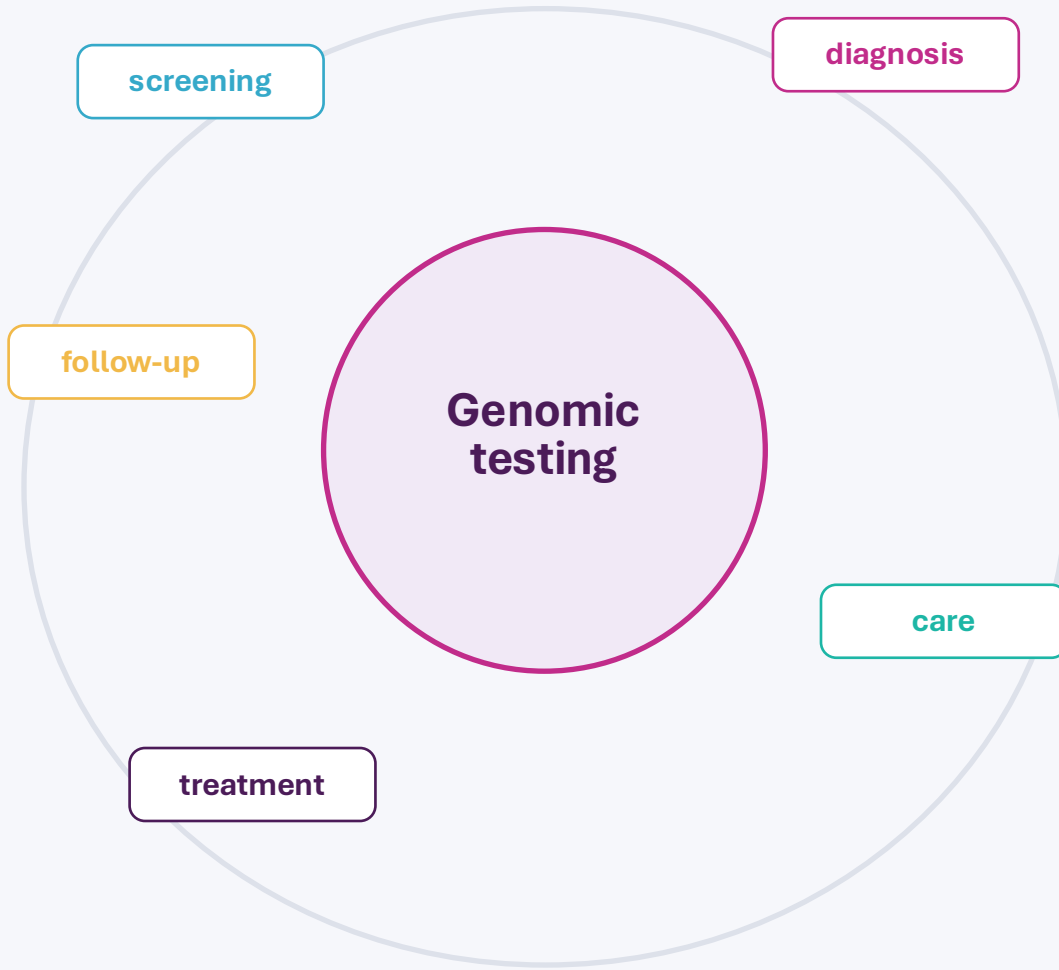 screening
diagnosis
follow-up
Genomic
testing
care
treatment